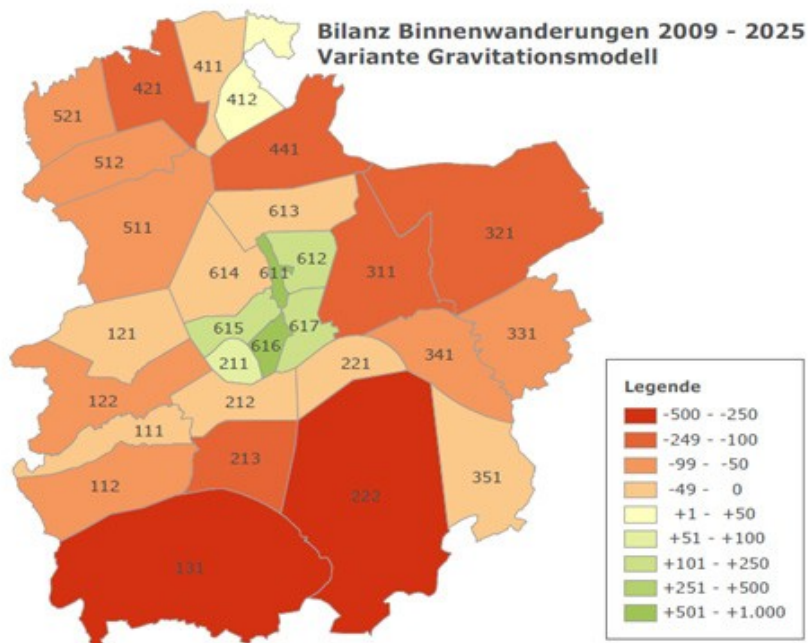 Bilanz Binnenwanderungen 2009 - 2025
Variante Gravitationsmodell
411
421
412
521
441
512
613
511
321
612
614
611
311
121
615
617
331
616
341
211
221
122
212
111
213
351
112
222
131
Legende
-500 - -250
-249 - -100
-99 - -50
-49 - 0
+1 - +50
+51 - +100
+101 - +250
+251 - +500
+501 - +1.000